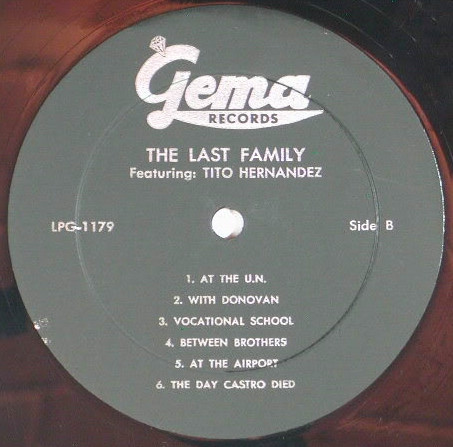 Gema
RECORDS
THE LAST FAMILY
Featuring: TITO HERNANDEZ
LPG-1179
Side B
1. AT THE U.N.
2. WITH DONOVAN
3. VOCATIONAL SCHOOL
4. BETWEEN BROTHERS
5. AT THE AIRPORT
6. THE DAY CASTRO DIED